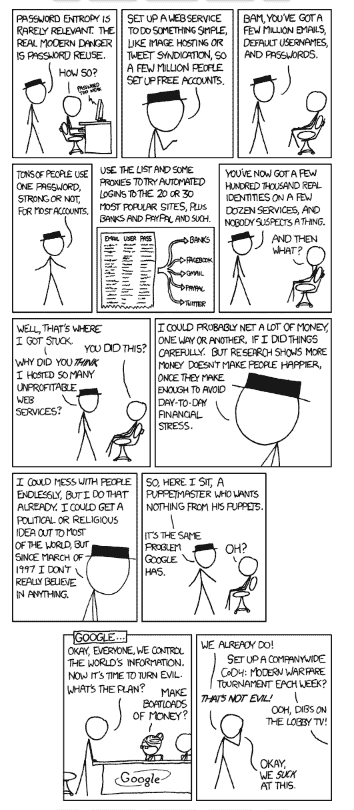 PASSWORD ENTROPY IS
RARELY RELEVANT. THE
REAL MODERN DANGER
IS PASSWORD REUSE.
HOW SO?
PASSWORD
TOO WEAK
SET UP A WEB SERVICE
TO DO SOMETHING SIMPLE,
LIKE IMAGE HOSTING OR
TWEET SYNDICATION, SO
A FEW MILLION PEOPLE
SET UP FREE ACCOUNTS.
BAM, YOU'VE GOT A
FEW MILLION EMAILS,
DEFAULT USERNAMES,
AND PASSWORDS.
TONS OF PEOPLE USE
ONE PASSWORD,
STRONG OR NOT,
FOR MOST ACCOUNTS.
USE THE LIST AND SOME
PROXIES TO TRY AUTOMATED
LOGINS TO THE 20 OR 30
MOST POPULAR SITES, PLUS
BANKS AND PAYPAL AND SUCH.
EMAIL USER PASS
BANKS
FACEBOOK
GMAIL
PAYPAL
TWITTER
YOU'VE NOW GOT A FEW
HUNDRED THOUSAND REAL
IDENTITIES ON A FEW
DOZEN SERVICES, AND
NOBODY SUSPECTS A THING.
AND THEN
WHAT?
WELL, THAT'S WHERE
I GOT STUCK.
YOU DID THIS?
WHY DID YOU THINK
I HOSTED SO MANY
UNPROFITABLE
WEB
SERVICES?
I COULD PROBABLY NET A LOT OF MONEY,
ONE WAY OR ANOTHER, IF I DID THINGS
CAREFULLY. BUT RESEARCH SHOWS MORE
MONEY DOESN'T MAKE PEOPLE HAPPIER,
ONCE THEY MAKE
ENOUGH TO AVOID
DAY-TO-DAY
FINANCIAL
STRESS.
I COULD MESS WITH PEOPLE
ENDLESSLY, BUT I DO THAT
ALREADY. I COULD GET A
POLITICAL OR RELIGIOUS
IDEA OUT TO MOST
OF THE WORLD, BUT
SINCE MARCH OF
1997 I DON'T
REALLY BELIEVE
IN ANYTHING.
SO, HERE I SIT, A
PUPPETMASTER WHO WANTS
NOTHING FROM HIS PUPPETS.
IT'S THE SAME
PROBLEM
GOOGLE
HAS.
OH?
GOOGLE...
OKAY, EVERYONE, WE CONTROL
THE WORLD'S INFORMATION.
NOW IT'S TIME TO TURN EVIL.
WHAT'S THE PLAN?
MAKE
BOATLOADS
OF MONEY?
Google
WE ALREADY DO!
SET UP A COMPANYWIDE
CoD4: MODERN WARFARE
TOURNAMENT EACH WEEK?
THAT'S NOT EVIL!
OOH, DIBS ON
THE LOBBY TV!
OKAY,
WE SUCK
AT THIS.